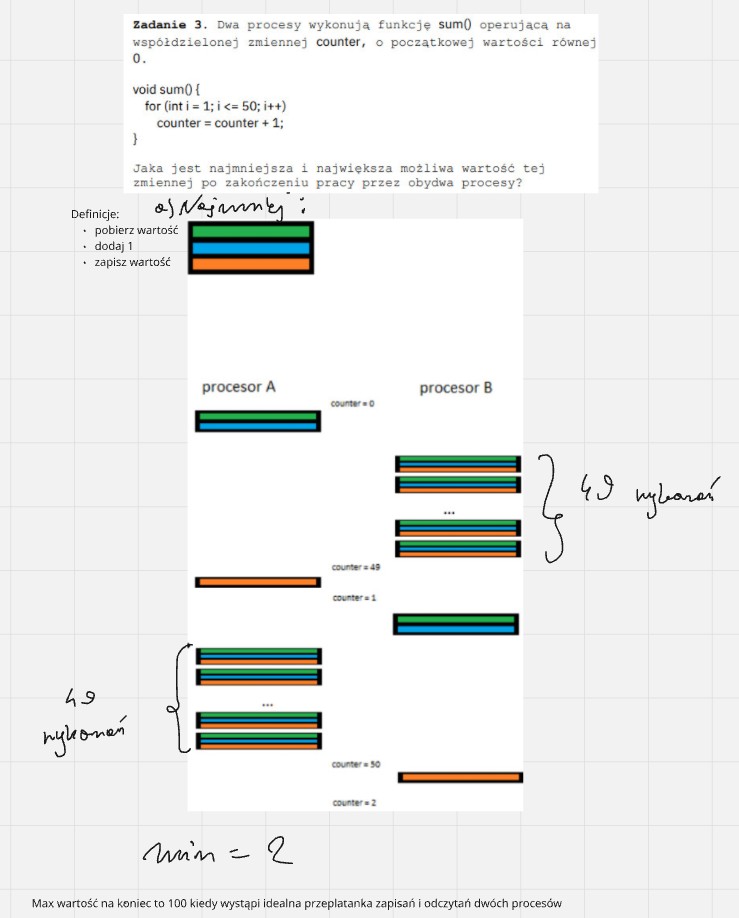 Zadanie 3. Dwa procesy wykonują funkcję sum() operującą na
współdzielonej zmiennej counter, o początkowej wartości równej
0.
void sum() {
for (int i = 1; i <= 50; i++)
counter = counter + 1;
}
Jaka jest najmniejsza i największa możliwa wartość tej
zmiennej po zakończeniu pracy przez obydwa procesy?
a)
Definicje:
· pobierz wartość
· dodaj 1
· zapisz wartość
procesor A
procesor B
counter = 0
...
49 wykonań
counter = 49
counter = 1
...
49
wykonań
counter = 50
counter = 2
min = 2
Max wartość na koniec to 100 kiedy wystąpi idealna przeplatanka zapisań i odczytań dwóch procesów